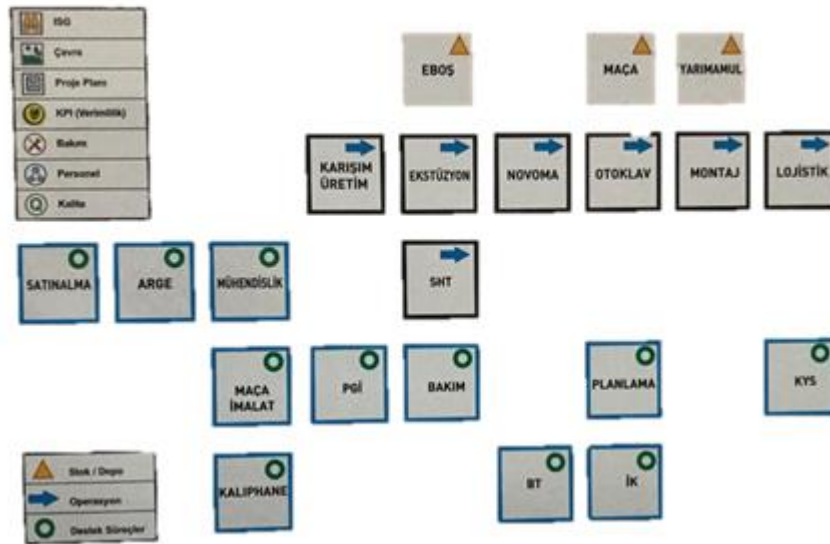 ISG
Çevre
Proje Planı
KPI (Verimlilik)
Bakım
Personel
Kalite
EBOŞ
MAÇA
YARIMAMUL
KARIŞIM
ÜRETİM
EKSTÜZYON
NOVOMA
OTOKLAV
MONTAJ
LOJİSTİK
SATINALMA
ARGE
MÜHENDİSLİK
SHT
MAÇA
İMALAT
PGİ
BAKIM
PLANLAMA
KYS
KALIPHANE
BT
İK
Stok / Depo
Operasyon
Destek Süreçler